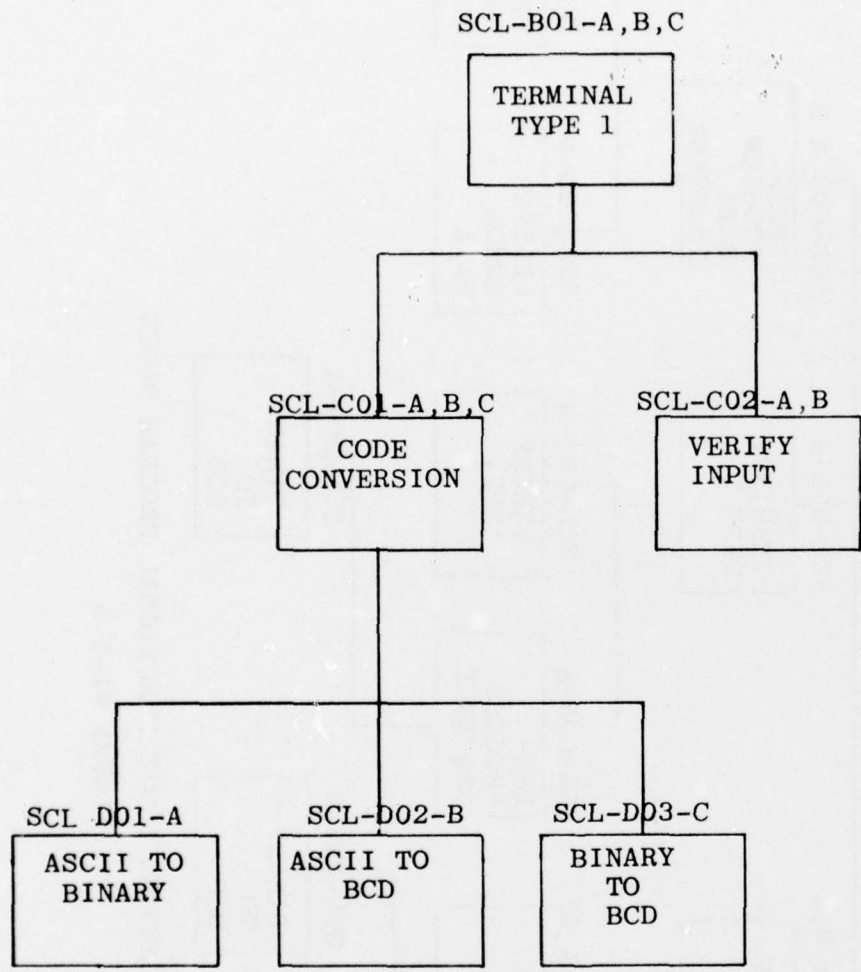 SCL-B01-A,B,C
TERMINAL
TYPE 1
SCL-C01-A,B,C
CODE
CONVERSION
SCL-C02-A,B
VERIFY
INPUT
SCL D01-A
ASCII TO
BINARY
SCL-D02-B
ASCII TO
BCD
SCL-D03-C
BINARY
TO
BCD